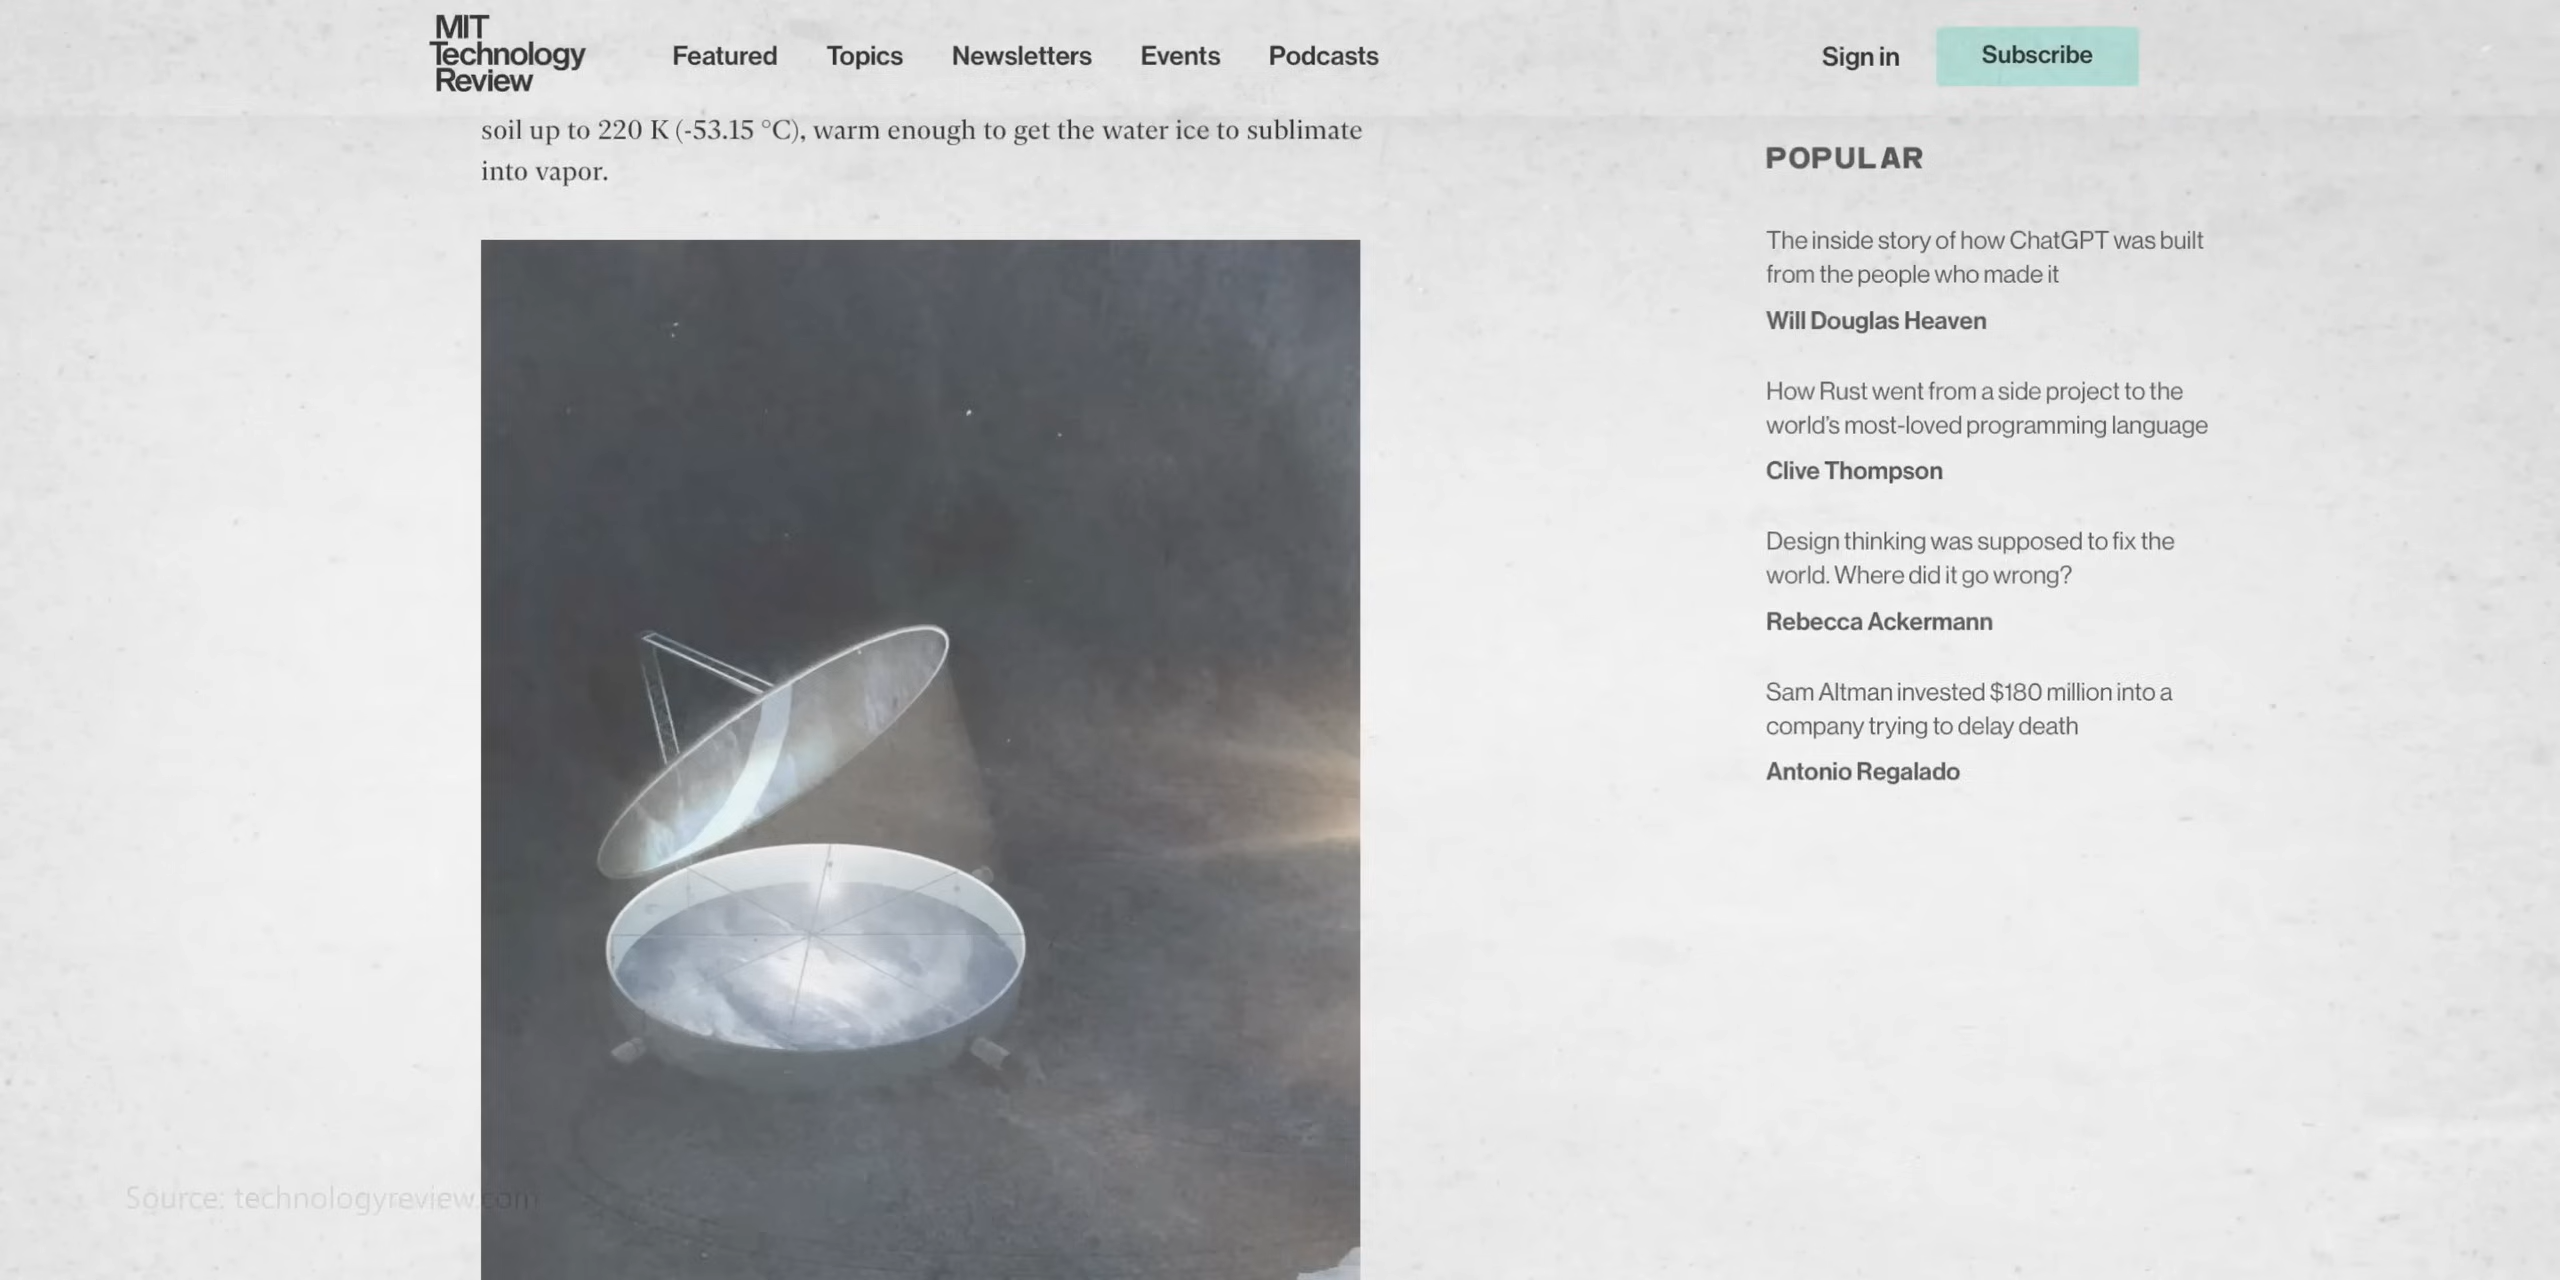 MIT
Technology
Review
Featured
Topics
Newsletters
Events
Podcasts
Sign in
Subscribe
soil up to 220 K (-53.15 °C), warm enough to get the water ice to sublimate
into vapor.
POPULAR
The inside story of how ChatGPT was built
from the people who made it
Will Douglas Heaven
How Rust went from a side project to the
world’s most-loved programming language
Clive Thompson
Design thinking was supposed to fix the
world. Where did it go wrong?
Rebecca Ackermann
Sam Altman invested $180 million into a
company trying to delay death
Antonio Regalado
Source: technologyreview.com